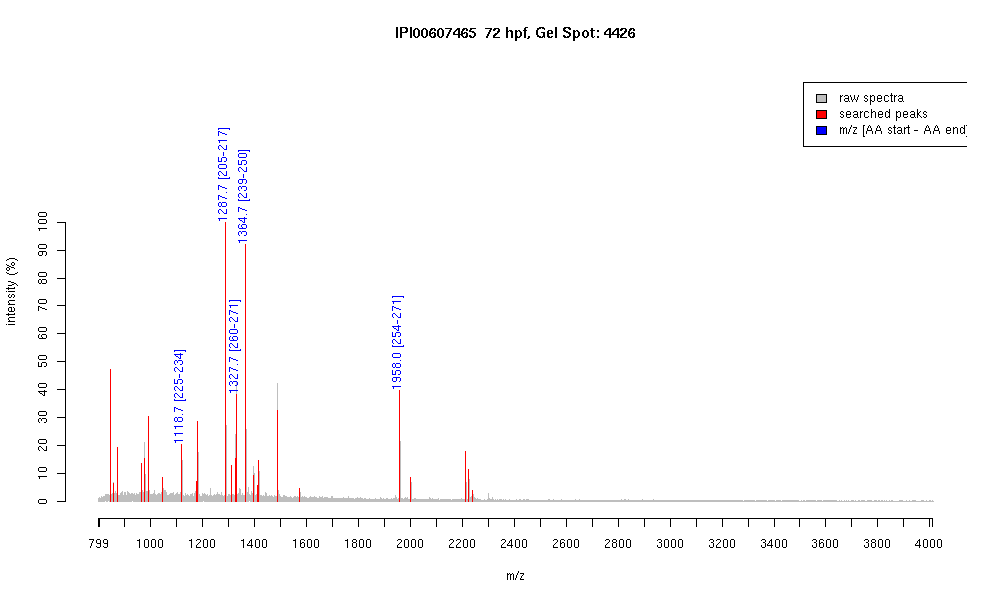 IPI00607465 72 hpf, Gel Spot: 4426
raw spectra
searched peaks
m/z [AA start - AA end]
1287.7 [205-217]
1364.7 [239-250]
1327.7 [260-271]
1118.7 [225-234]
1958.0 [254-271]
intensity (%)
100
90
80
70
60
50
40
30
20
10
0
799 1000 1200 1400 1600 1800 2000 2200 2400 2600 2800 3000 3200 3400 3600 3800 4000
m/z